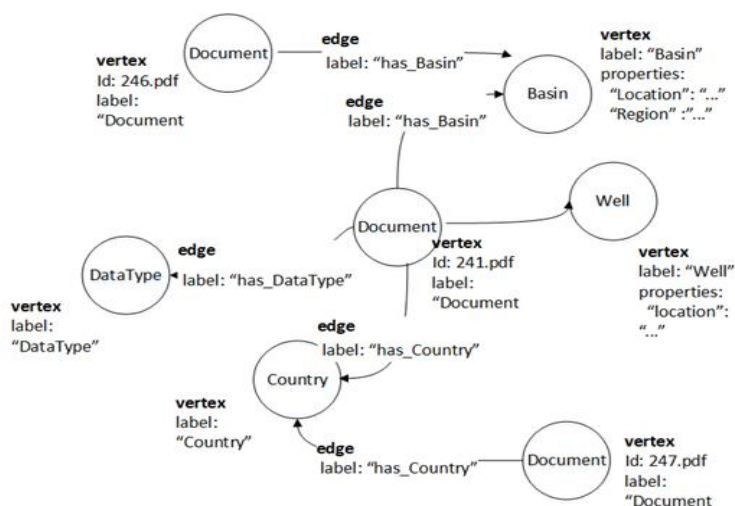 Document
edge
label: “has_Basin”
vertex
Id: 246.pdf
label:
“Document
vertex
label: “Basin”
properties:
“Location”: “...”
“Region” :”...”
Basin
edge
label: “has_Basin”
Document
vertex
Id: 241.pdf
label:
“Document
Well
vertex
label: “Well”
properties:
“location”:
“...”
DataType
edge
label: “has_DataType”
vertex
label:
“DataType”
edge
label: “has_Country”
Country
vertex
label:
“Country”
edge
label: “has_Country”
Document
vertex
Id: 247.pdf
label:
“Document